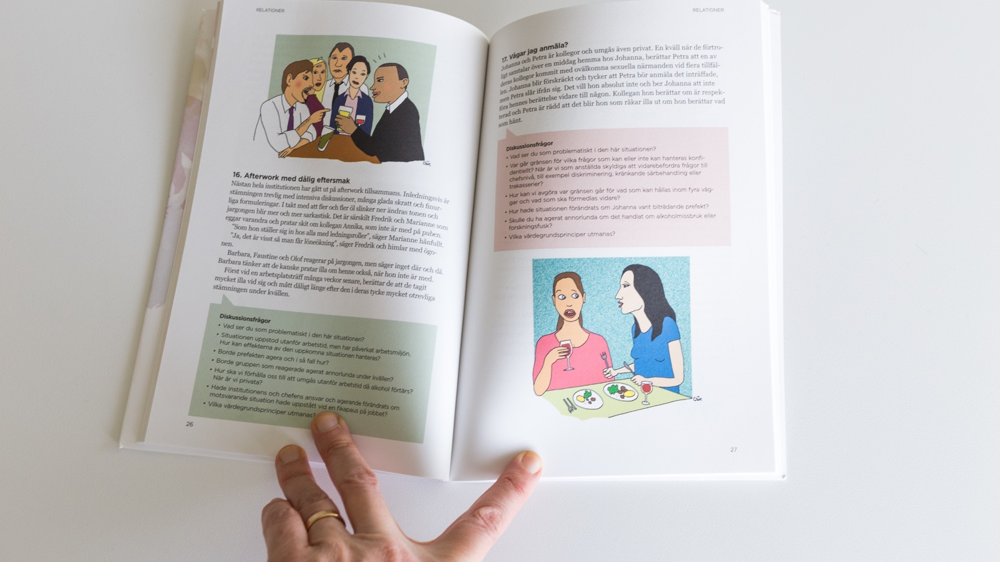 RELATIONER
16. Afterwork med dålig eftersmak
Nästan hela institutionen har gått ut på afterwork tillsammans. Inledningsvis är
stämningen trevlig med intensiva diskussioner, många glada skratt och finur-
liga formuleringar. I takt med att fler och fler öl slinker ner ändras tonen och
jargongen blir mer och mer sarkastisk. Det är särskilt Fredrik och Marianne som
eggar varandra och pratar skit om kollegan Annika, som inte är med på puben.
"Som hon ställer sig in hos alla med ledningsroller", säger Marianne hånfullt.
"Ja, det är visst så man får löneökning", säger Fredrik och himlar med ögo-
nen.
Barbara, Faustine och Olof reagerar på jargongen, men säger inget där och då.
Barbara tänker att de kanske pratar illa om henne också, när hon inte är med.
Först vid en arbetsplatsträff många veckor senare, berättar de att de tagit
mycket illa vid sig och mått dåligt länge efter den i deras tycke mycket otrevliga
stämningen under kvällen.
Diskussionsfrågor
• Vad ser du som problematiskt i den här situationen?
• Situationen uppstod utanför arbetstid, men har påverkat arbetsmiljön.
Hur kan effekterna av den uppkomna situationen hanteras?
• Borde prefekten agera och i så fall hur?
• Borde gruppen som reagerade agerat annorlunda under kvällen?
• Hur ska vi förhålla oss till att umgås utanför arbetstid då alkohol förtärs?
När är vi privata?
• Hade institutionens och chefens ansvar och agerande förändrats om
motsvarande situation hade uppstått vid en fikapaus på jobbet?
• Vilka värdegrundsprinciper utmanas?
26
RELATIONER
17. Vågar jag anmäla?
Johanna och Petra är kollegor och umgås även privat. En kväll när de förtro-
ligt samtalar över en middag hemma hos Johanna, berättar Petra att en av
deras kollegor kommit med ovälkomna sexuella närmanden vid flera tillfäl-
len. Johanna blir förskräckt och tycker att Petra bör anmäla det inträffade,
men Petra slår ifrån sig. Det vill hon absolut inte och ber Johanna att inte
föra hennes berättelse vidare till någon. Kollegan hon berättar om är respek-
terad och Petra är rädd att det blir hon som råkar illa ut om hon berättar vad
som hänt.
Diskussionsfrågor
• Vad ser du som problematiskt i den här situationen?
• Var går gränsen för vilka frågor som kan eller inte kan hanteras konfi-
dentiellt? När är vi som anställda skyldiga att vidarebefordra frågor till
chefsnivå, till exempel diskriminering, kränkande särbehandling eller
trakasserier?
• Hur kan vi avgöra var gränsen går för vad som kan hållas inom fyra väg-
gar och vad som ska förmedlas vidare?
• Hur hade situationen förändrats om Johanna varit biträdande prefekt?
• Skulle du ha agerat annorlunda om det handlat om alkoholmissbruk eller
forskningsfusk?
• Vilka värdegrundsprinciper utmanas?
27